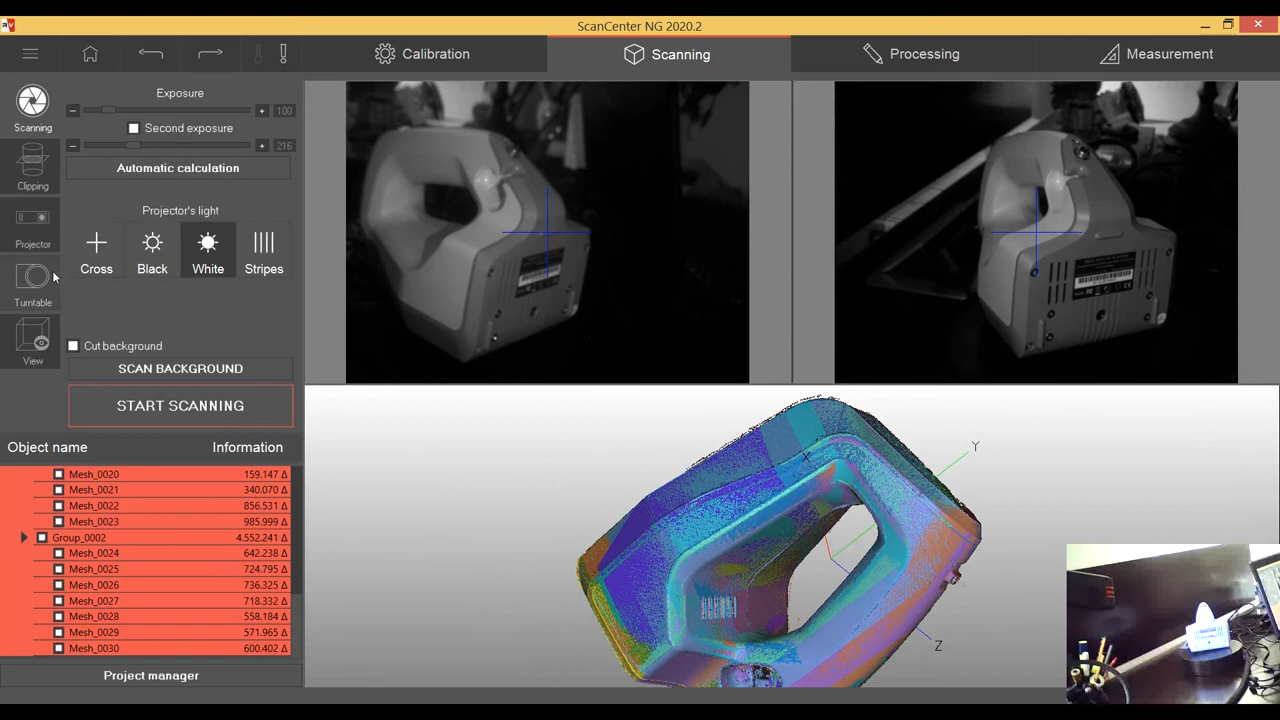 ScanCenter NG 2020.2
Calibration
Scanning
Processing
Measurement
Scanning
Clipping
Projector
Turntable
View
Exposure
100
Second exposure
216
Automatic calculation
Projector's light
Cross
Black
White
Stripes
Cut background
SCAN BACKGROUND
START SCANNING
Object name Information
Mesh_0020 159.147 Δ
Mesh_0021 340.070 Δ
Mesh_0022 856.531 Δ
Mesh_0023 985.999 Δ
Group_0002 4.552.241 Δ
Mesh_0024 642.238 Δ
Mesh_0025 724.795 Δ
Mesh_0026 736.325 Δ
Mesh_0027 718.332 Δ
Mesh_0028 558.184 Δ
Mesh_0029 571.965 Δ
Mesh_0030 600.402 Δ
Project manager
X
Y
Z